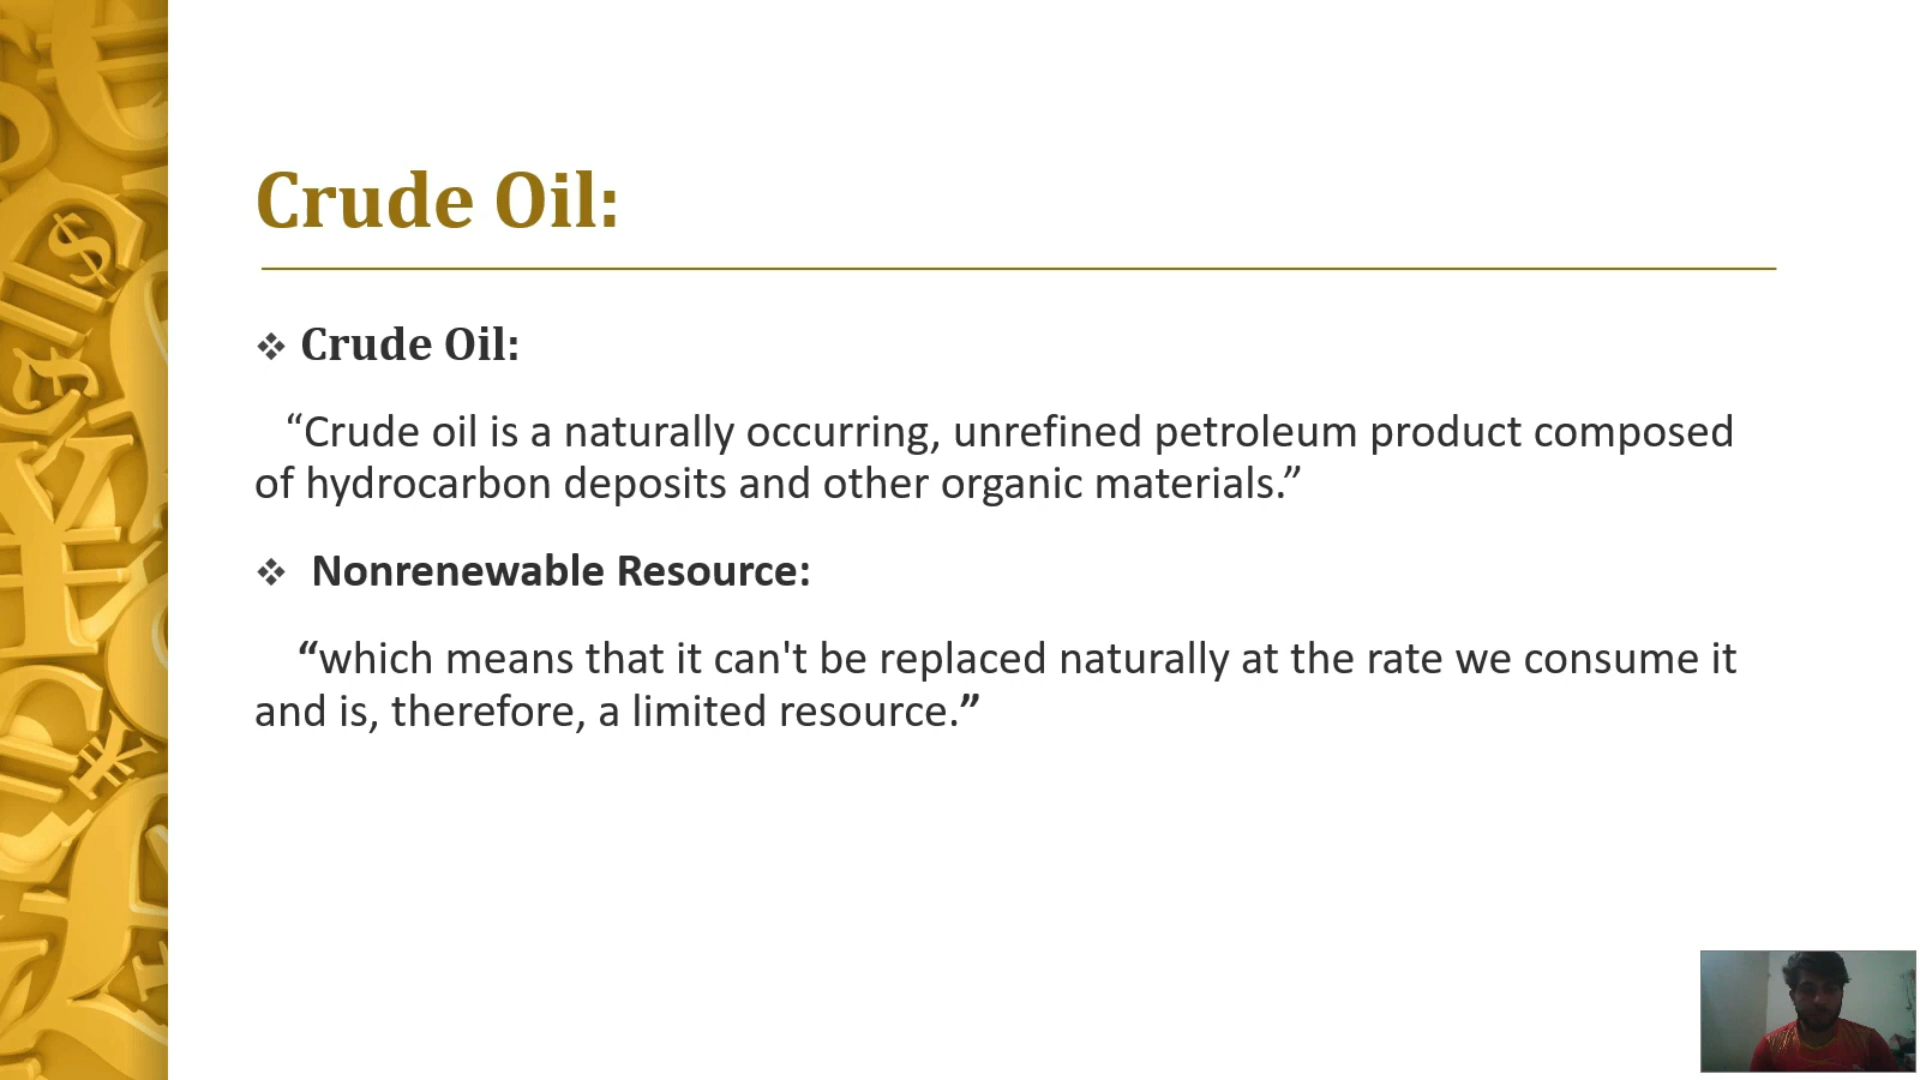 Crude Oil:
❖ Crude Oil:
“Crude oil is a naturally occurring, unrefined petroleum product composed
of hydrocarbon deposits and other organic materials.”
❖ Nonrenewable Resource:
“which means that it can't be replaced naturally at the rate we consume it
and is, therefore, a limited resource.”